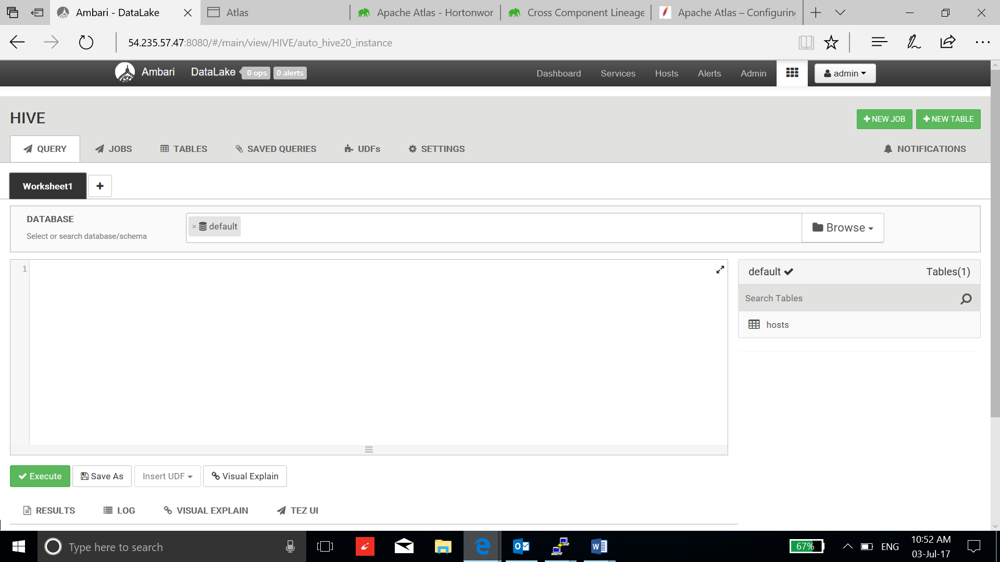 Ambari - DataLake
Atlas
Apache Atlas - Hortonwor
Cross Component Lineage
Apache Atlas – Configuring
54.235.57.47:8080/#/main/view/HIVE/auto_hive20_instance
Ambari DataLake 0 ops 0 alerts
Dashboard Services Hosts Alerts Admin admin
HIVE
NEW JOB NEW TABLE
QUERY JOBS TABLES SAVED QUERIES UDFs SETTINGS NOTIFICATIONS
Worksheet1
DATABASE
Select or search database/schema
× default
Browse
1
default Tables(1)
Search Tables
hosts
Execute Save As Insert UDF Visual Explain
RESULTS LOG VISUAL EXPLAIN TEZ UI
Type here to search
67%
ENG
10:52 AM
03-Jul-17